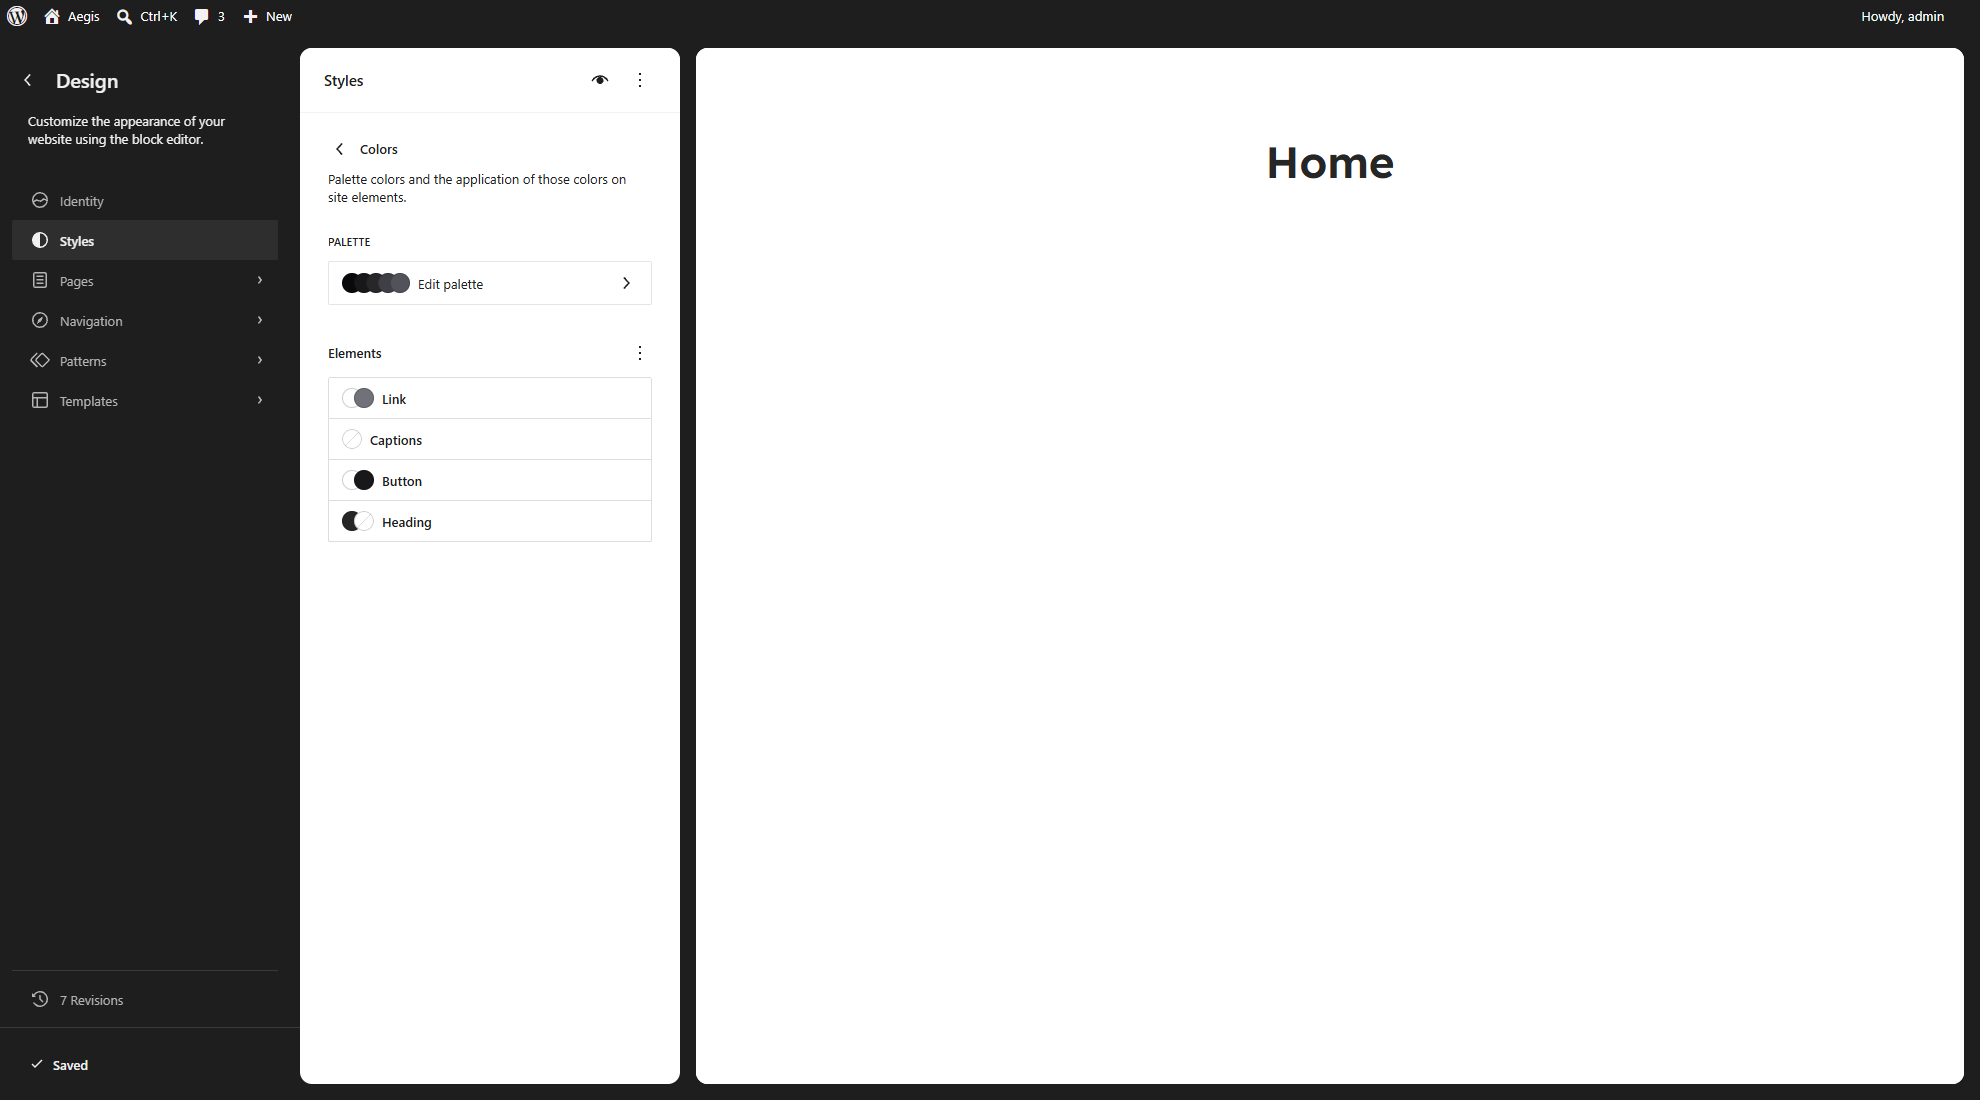 Aegis
Ctrl+K
3
New
Howdy, admin
Design
Customize the appearance of your
website using the block editor.
Identity
Styles
Pages
Navigation
Patterns
Templates
7 Revisions
Saved
Styles
Colors
Palette colors and the application of those colors on
site elements.
PALETTE
Edit palette
Elements
Link
Captions
Button
Heading
Home